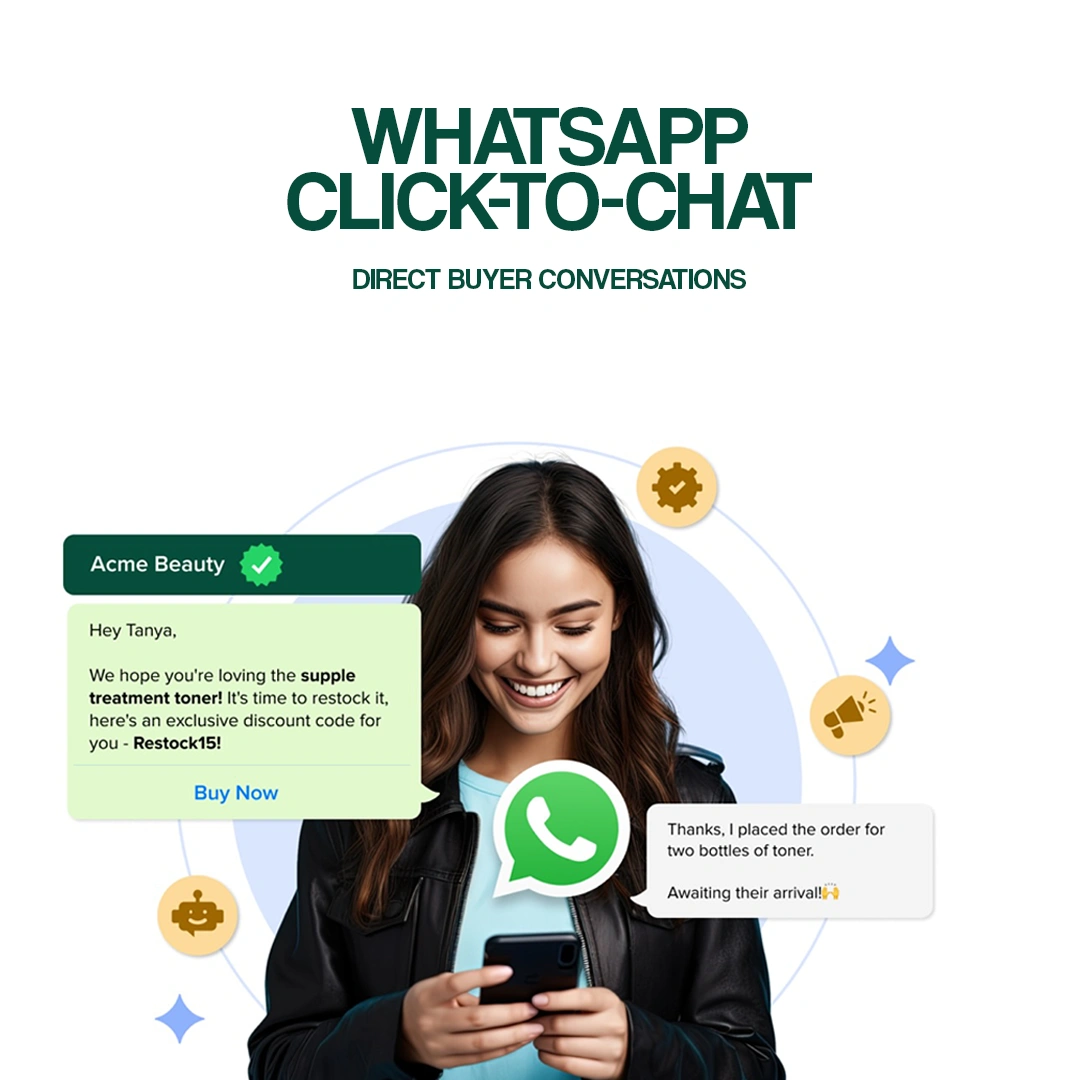 WHATSAPP
CLICK-TO-CHAT
DIRECT BUYER CONVERSATIONS
Acme Beauty
Hey Tanya,
We hope you're loving the supple
treatment toner! It's time to restock it,
here's an exclusive discount code for
you - Restock15!
Buy Now
Thanks, I placed the order for
two bottles of toner.
Awaiting their arrival!🙌